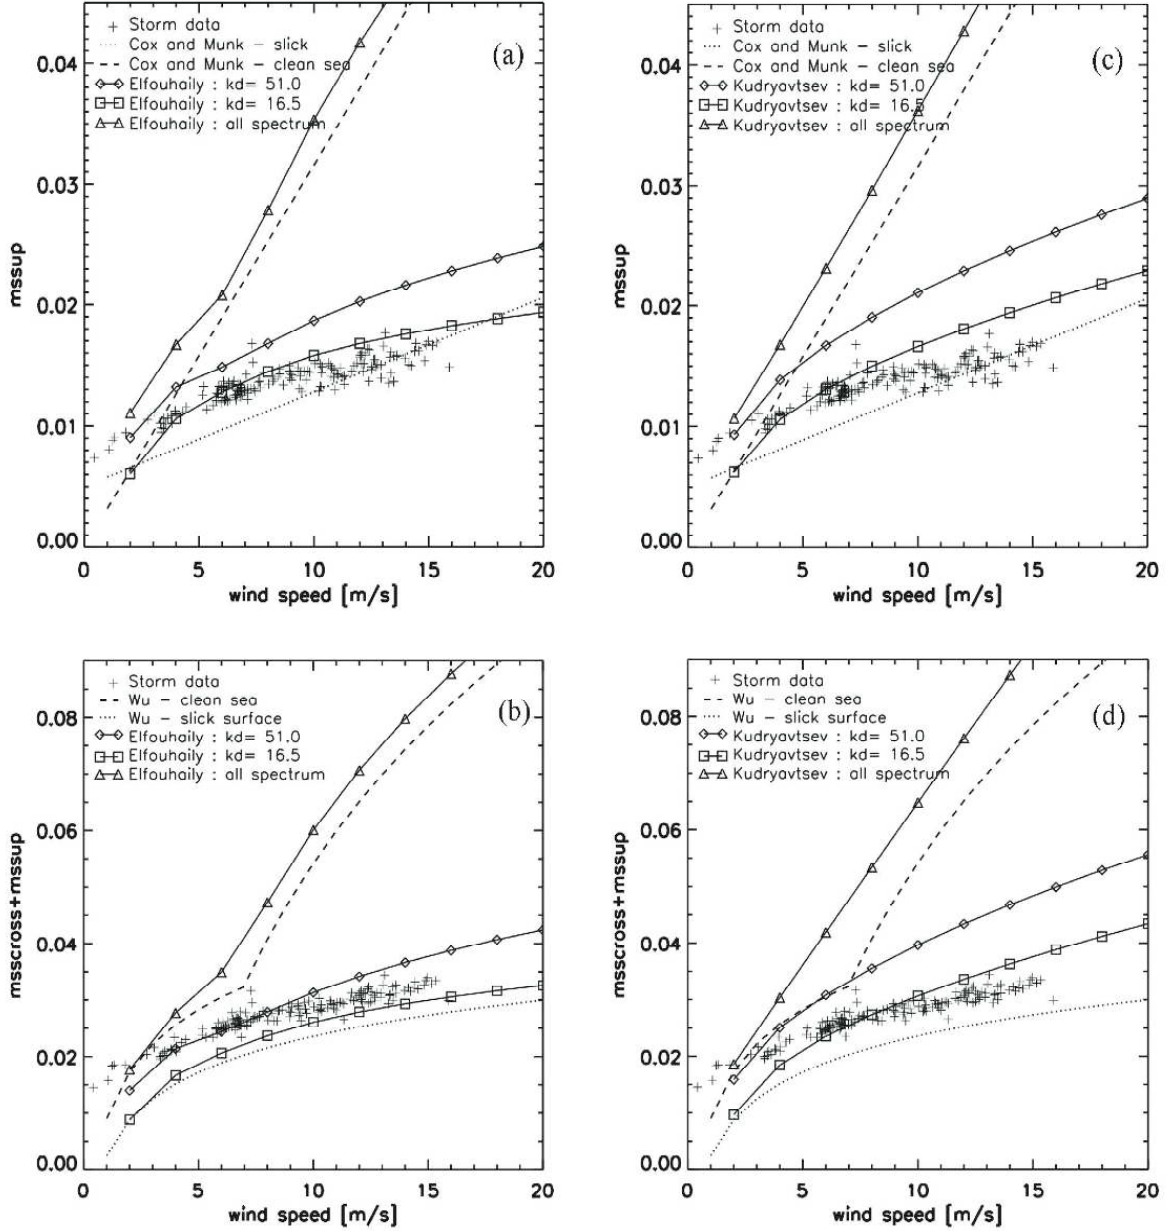 + Storm data
Cox and Munk – slick
Cox and Munk – clean sea
Elfouhaily : kd= 51.0
Elfouhaily : kd= 16.5
Elfouhaily : all spectrum
(a)
0.04
0.03
0.02
0.01
0.00
mssup
0 5 10 15 20
wind speed [m/s]
+ Storm data
Cox and Munk – slick
Cox and Munk – clean sea
Kudryavtsev : kd= 51.0
Kudryavtsev : kd= 16.5
Kudryavtsev : all spectrum
(c)
0.04
0.03
0.02
0.01
0.00
mssup
0 5 10 15 20
wind speed [m/s]
+ Storm data
Wu – clean sea
Wu – slick surface
Elfouhaily : kd= 51.0
Elfouhaily : kd= 16.5
Elfouhaily : all spectrum
(b)
0.08
0.06
0.04
0.02
0.00
msscross+mssup
0 5 10 15 20
wind speed [m/s]
+ Storm data
Wu – clean sea
Wu – slick surface
Kudryavtsev : kd= 51.0
Kudryavtsev : kd= 16.5
Kudryavtsev : all spectrum
(d)
0.08
0.06
0.04
0.02
0.00
msscross+mssup
0 5 10 15 20
wind speed [m/s]